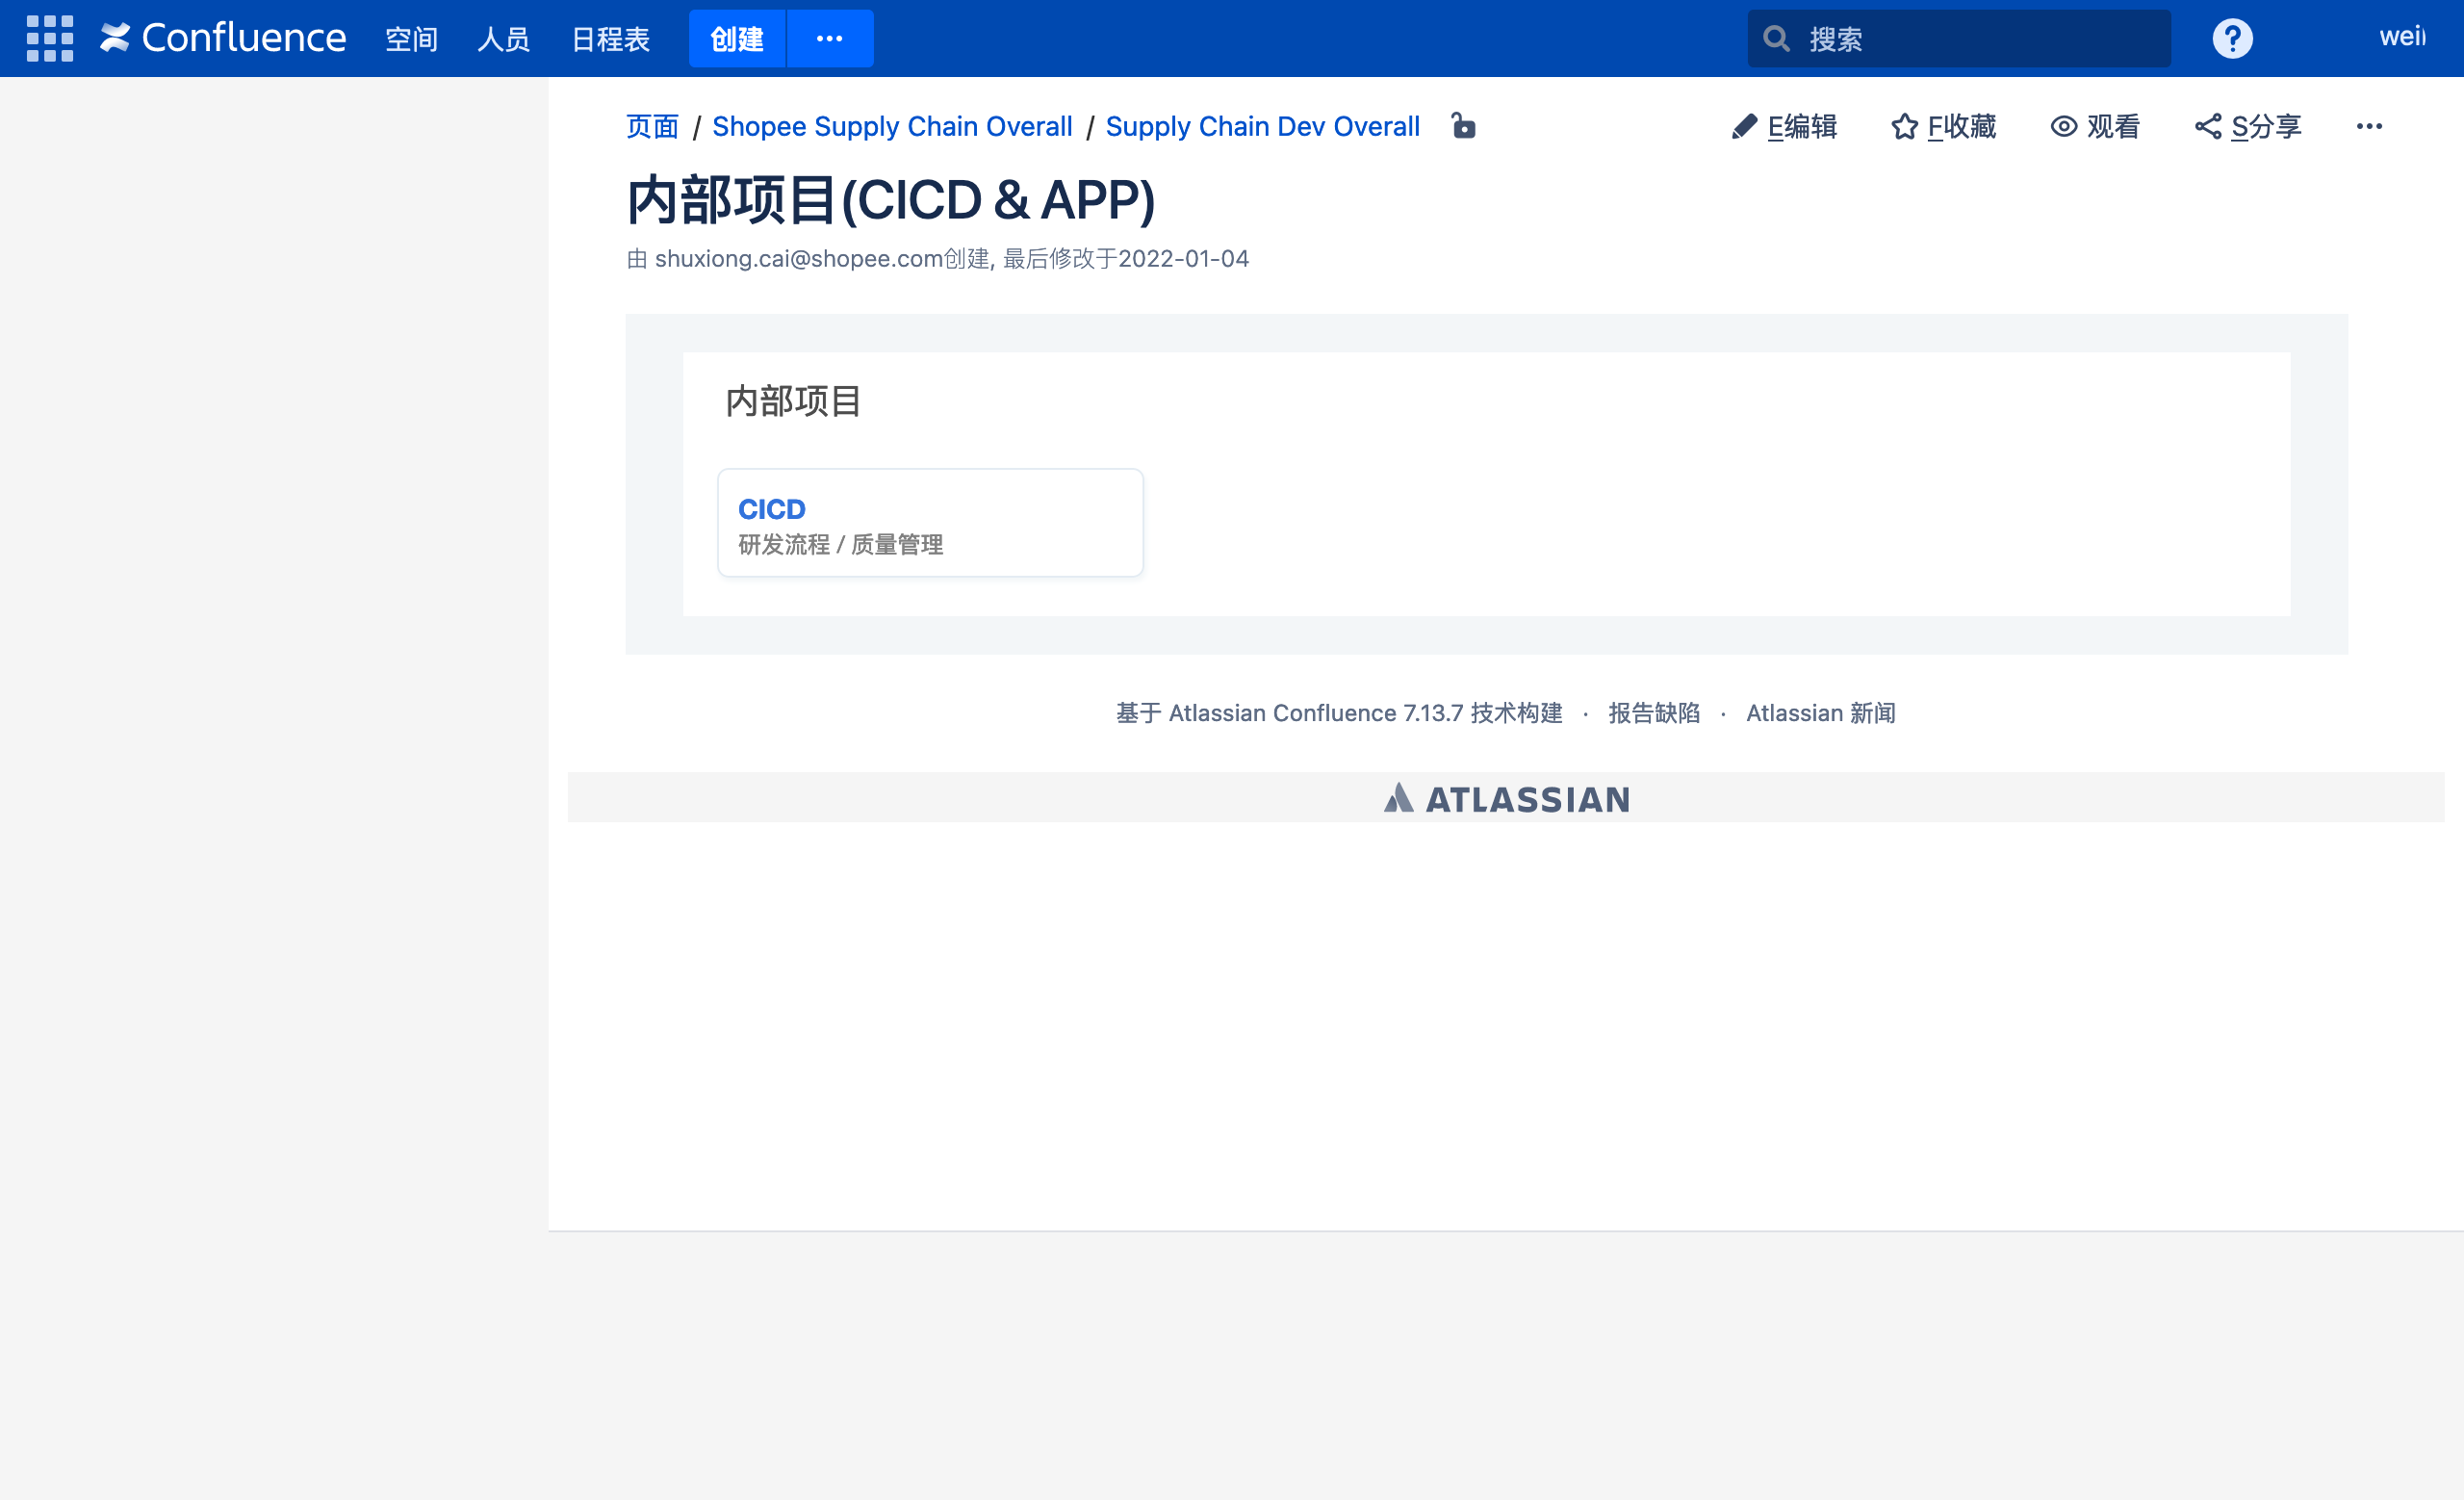 Confluence 空间 人员 日程表 创建 ··· 搜索
页面 / Shopee Supply Chain Overall / Supply Chain Dev Overall E编辑 F收藏 观看 S分享 ···
内部项目(CICD & APP)
由 shuxiong.cai@shopee.com创建, 最后修改于2022-01-04
内部项目
CICD
研发流程 / 质量管理
基于 Atlassian Confluence 7.13.7 技术构建 · 报告缺陷 · Atlassian 新闻
ATLASSIAN